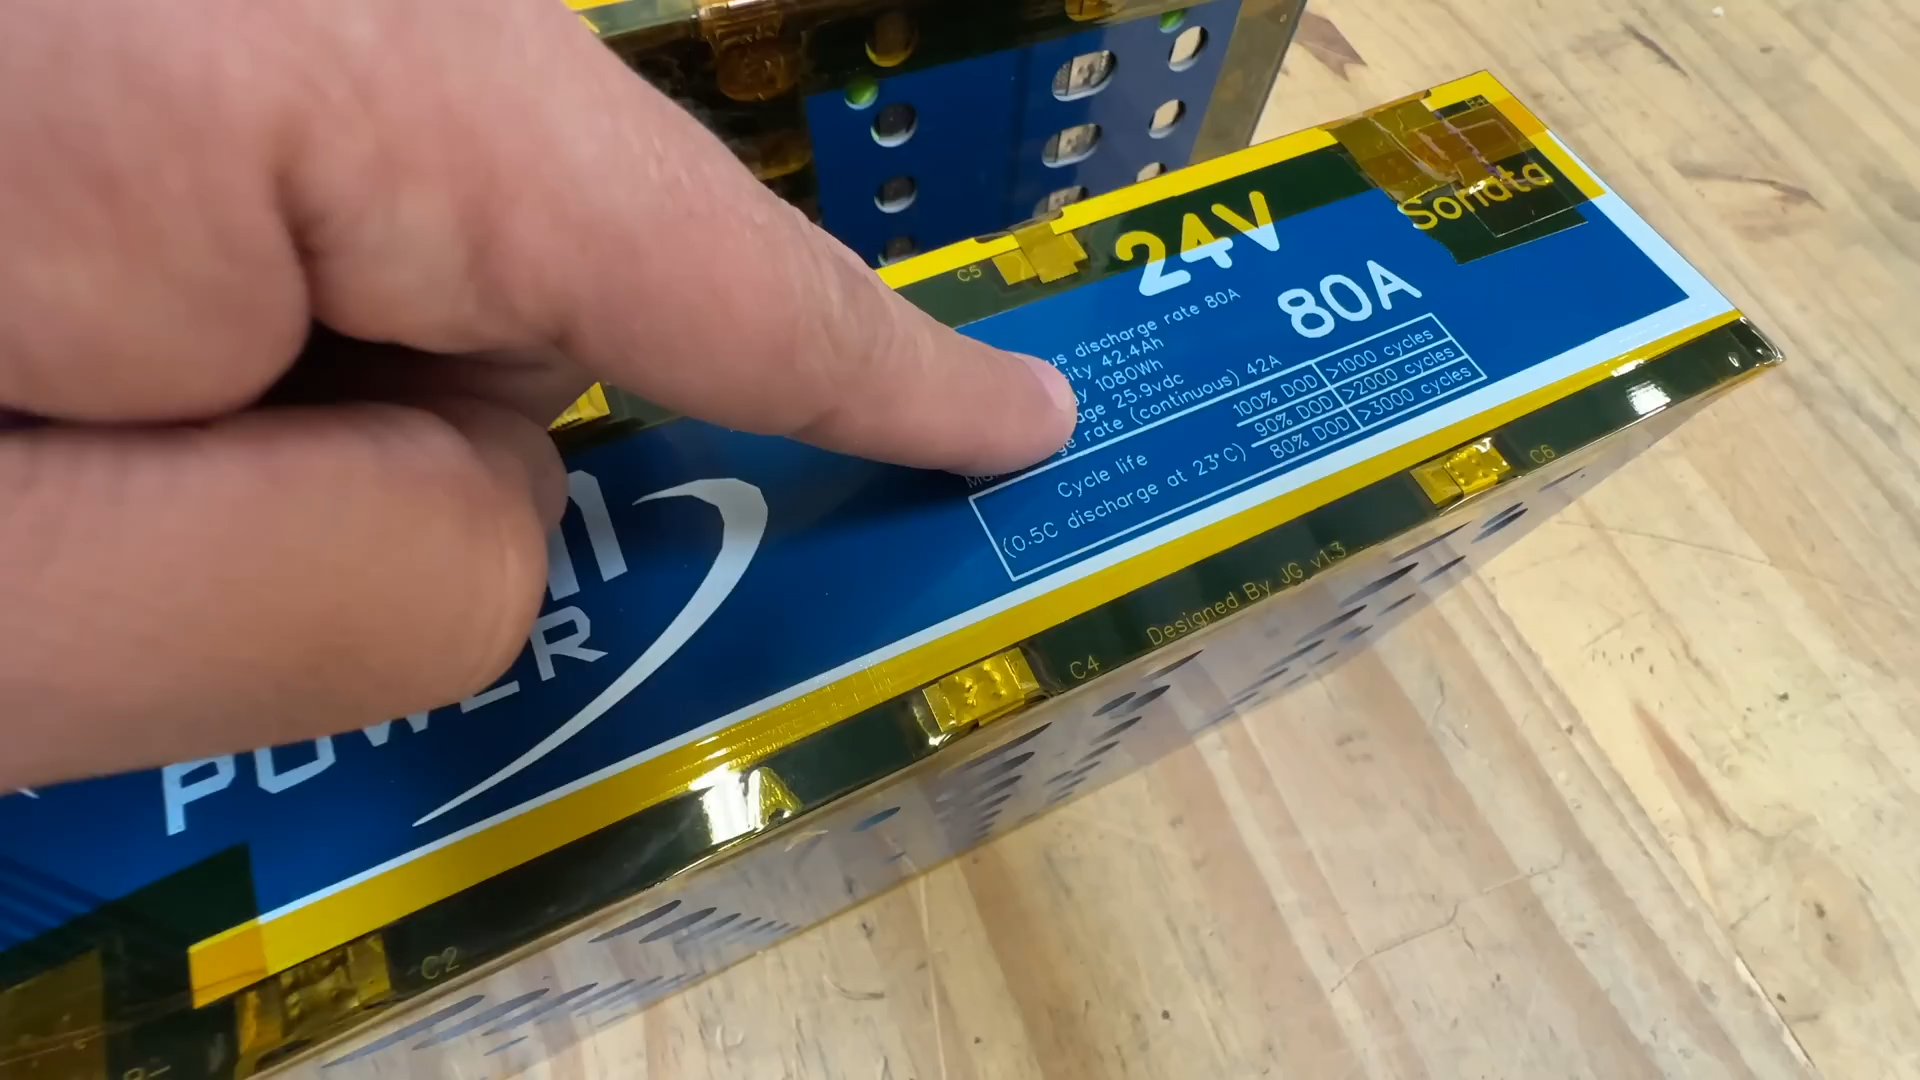 B+
Sonata
24V
80A
C5
us discharge rate 80A
ity 42.4Ah
gy 1080Wh
age 25.9vdc
ge rate (continuous) 42A
Cycle life
(0.5C discharge at 23°C)
100% DOD >1000 cycles
90% DOD >2000 cycles
80% DOD >3000 cycles
POWER
C6
Designed By JG v1.3
C4
A
C2
B-